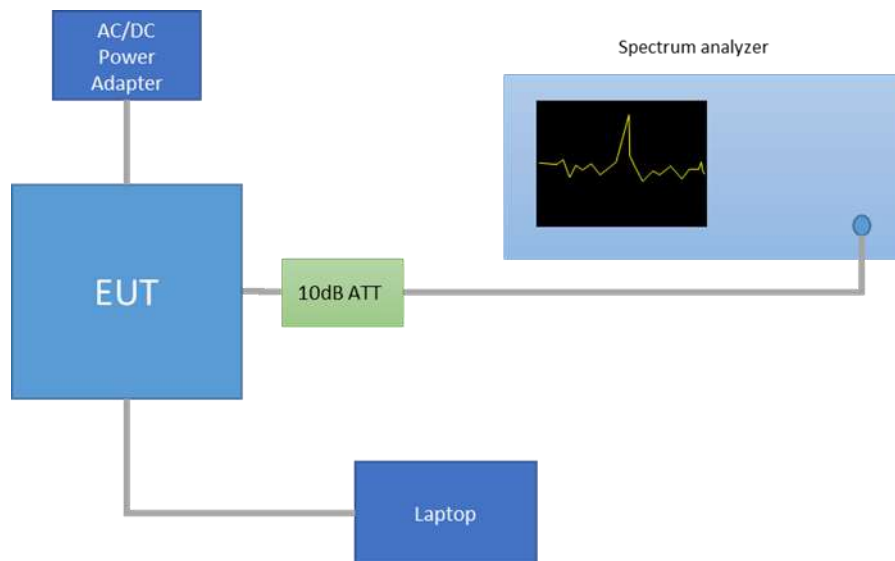 AC/DC
Power
Adapter
Spectrum analyzer
EUT
10dB ATT
Laptop